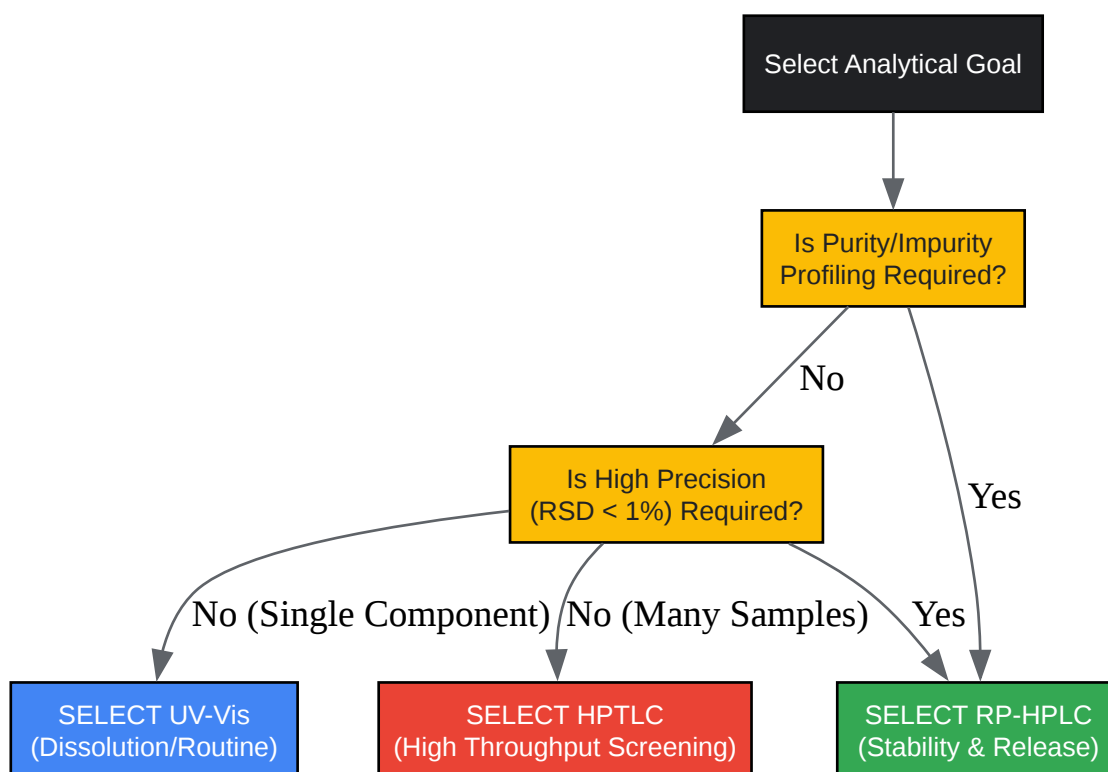 Select Analytical Goal
Is Purity/Impurity
Profiling Required?
No
Yes
Is High Precision
(RSD < 1%) Required?
No (Single Component)
No (Many Samples)
Yes
SELECT UV-Vis
(Dissolution/Routine)
SELECT HPTLC
(High Throughput Screening)
SELECT RP-HPLC
(Stability & Release)